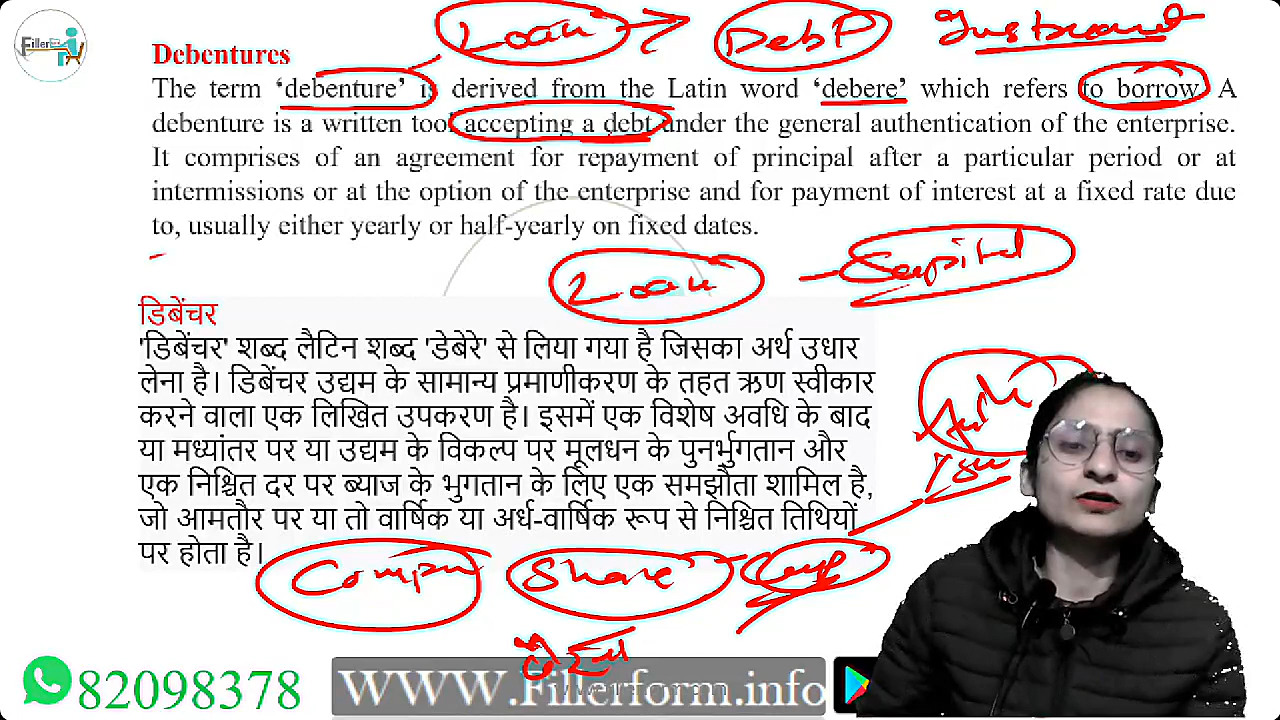 Filler
Loan
Debt
Instrument
Debentures
The term ‘debenture’ is derived from the Latin word ‘debere’ which refers to borrow. A
debenture is a written tool accepting a debt under the general authentication of the enterprise.
It comprises of an agreement for repayment of principal after a particular period or at
intermissions or at the option of the enterprise and for payment of interest at a fixed rate due
to, usually either yearly or half-yearly on fixed dates.
Loan
डिबेंचर
'डिबेंचर' शब्द लैटिन शब्द 'डेबेरे' से लिया गया है जिसका अर्थ उधार
लेना है। डिबेंचर उद्यम के सामान्य प्रमाणीकरण के तहत ऋण स्वीकार
करने वाला एक लिखित उपकरण है। इसमें एक विशेष अवधि के बाद
या मध्यांतर पर या उद्यम के विकल्प पर मूलधन के पुनर्भुगतान और
एक निश्चित दर पर ब्याज के भुगतान के लिए एक समझौता शामिल है,
जो आमतौर पर या तो वार्षिक या अर्ध-वार्षिक रूप से निश्चित तिथियों
पर होता है।
Share
82098378
WWW.Fillerform.info